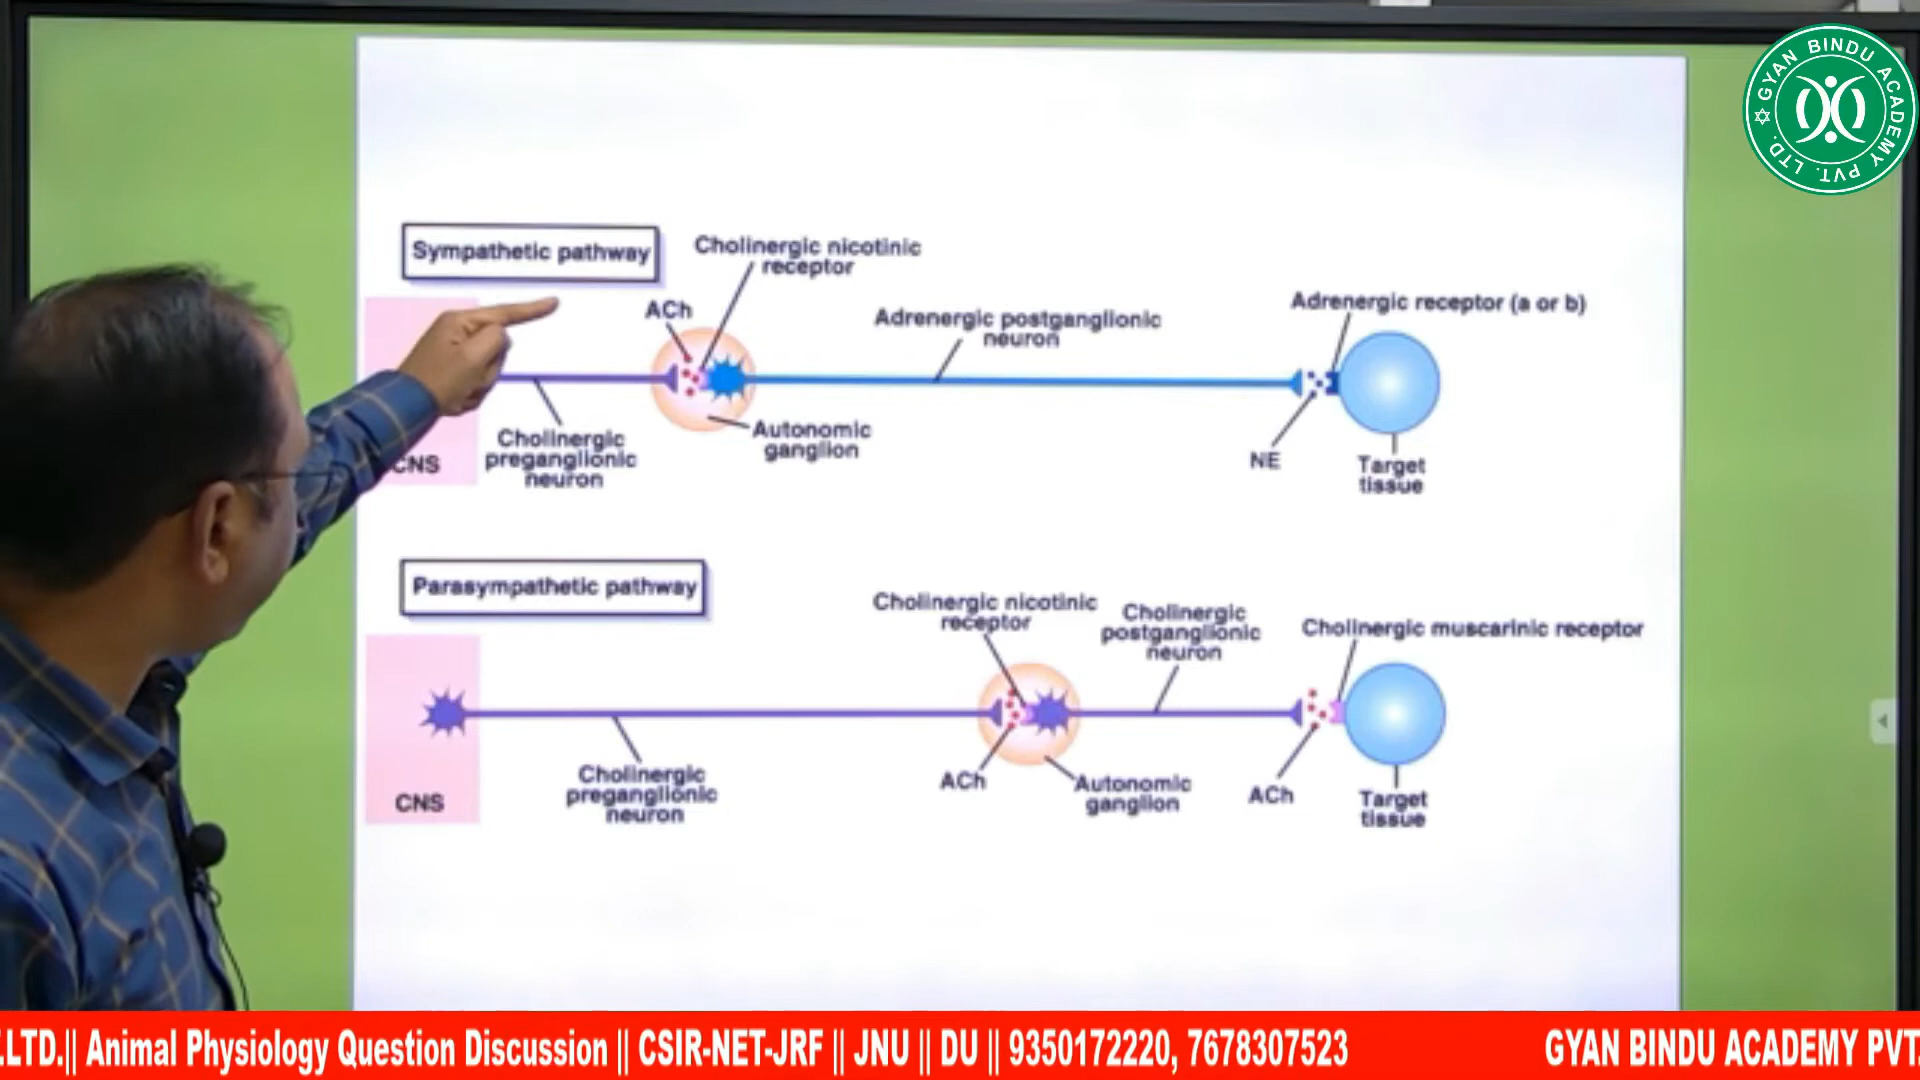 GYAN BINDU ACADEMY PVT. LTD.
Sympathetic pathway
Cholinergic nicotinic
receptor
ACh
Adrenergic postganglionic
neuron
Adrenergic receptor (a or b)
Cholinergic
preganglionic
neuron
CNS
Autonomic
ganglion
NE
Target
tissue
Parasympathetic pathway
Cholinergic nicotinic
receptor
Cholinergic
postganglionic
neuron
Cholinergic muscarinic receptor
CNS
Cholinergic
preganglionic
neuron
ACh
Autonomic
ganglion
ACh
Target
tissue
.LTD.|| Animal Physiology Question Discussion || CSIR-NET-JRF || JNU || DU || 9350172220, 7678307523 GYAN BINDU ACADEMY PVT.